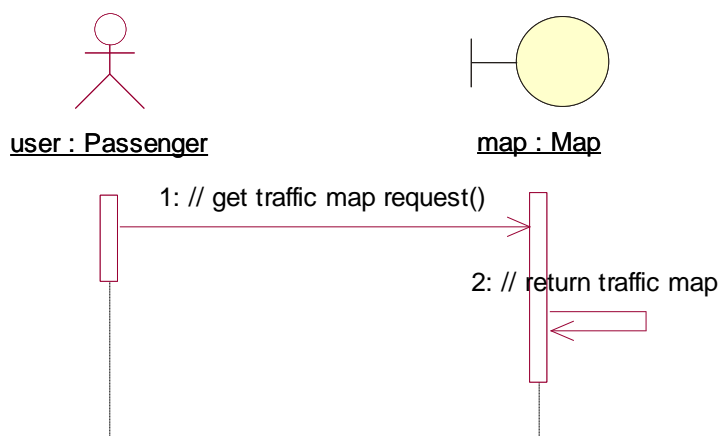 user : Passenger
map : Map
1: // get traffic map request()
2: // return traffic map